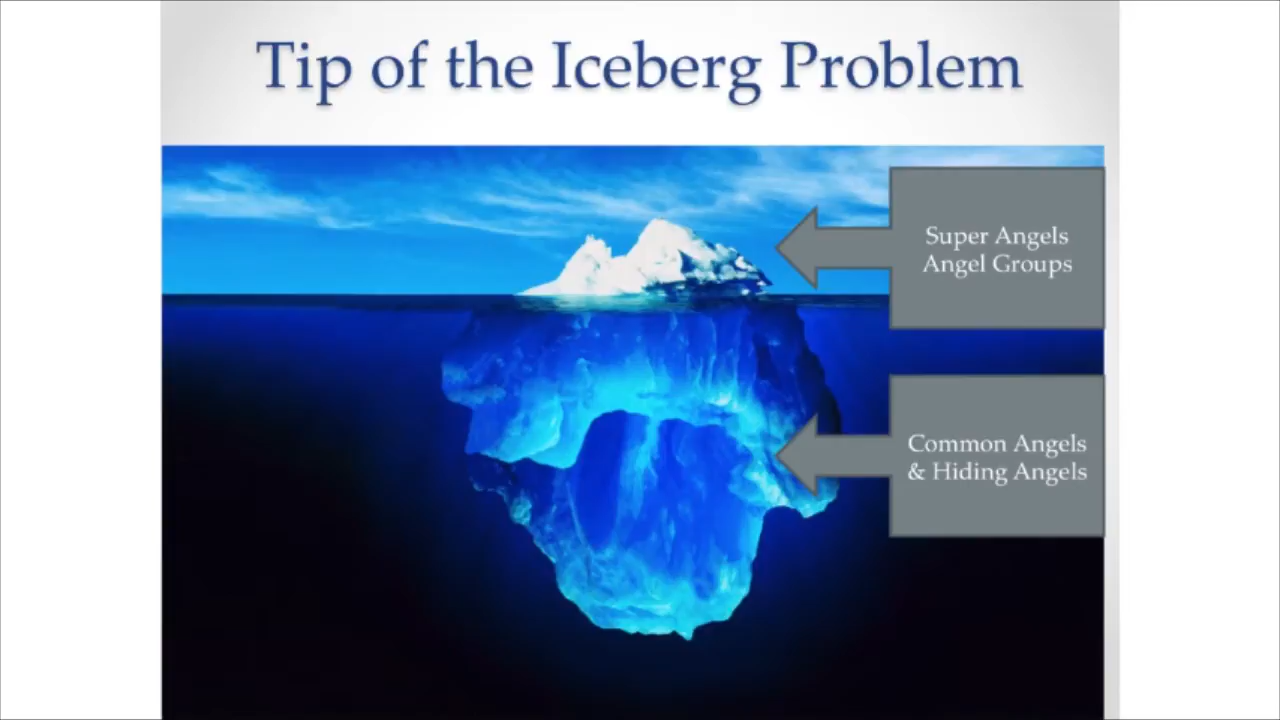 Tip of the Iceberg Problem
Super Angels
Angel Groups
Common Angels
& Hiding Angels